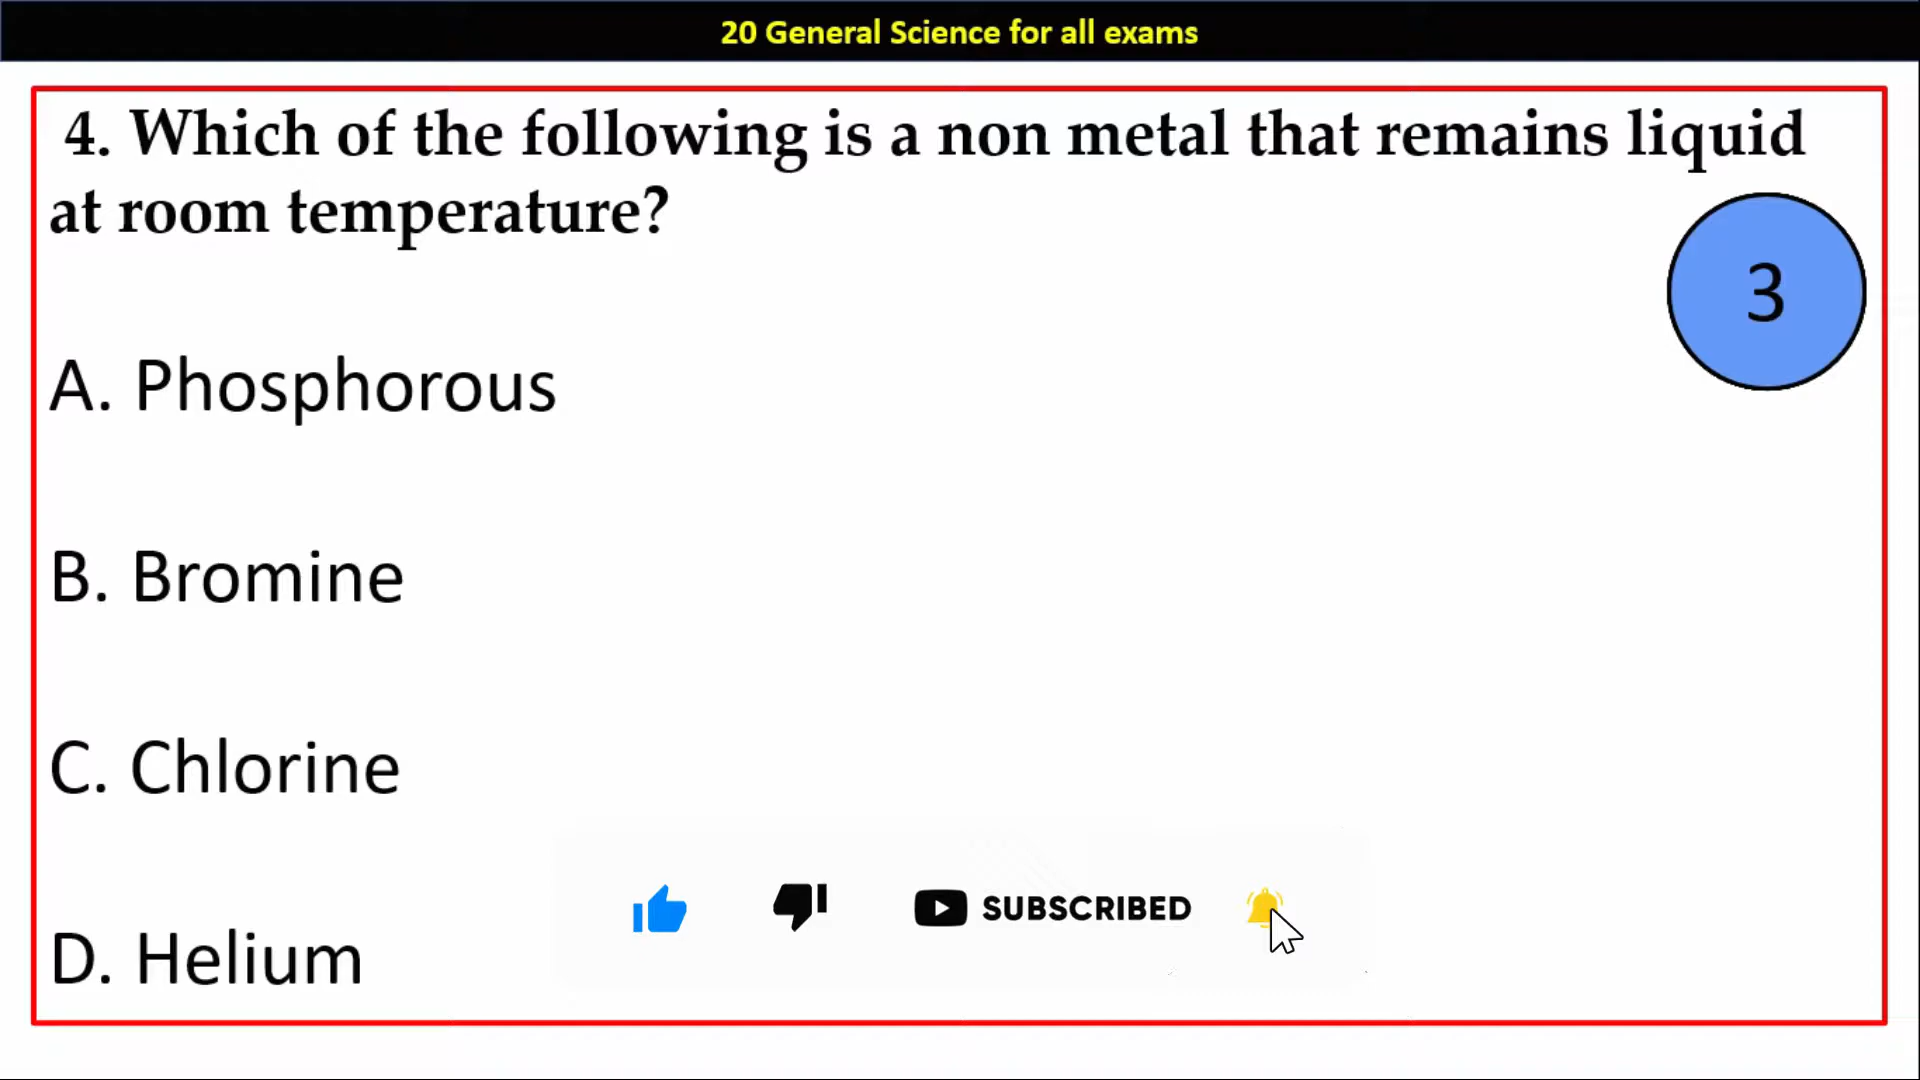 20 General Science for all exams
4. Which of the following is a non metal that remains liquid
at room temperature?
3
A. Phosphorous
B. Bromine
C. Chlorine
SUBSCRIBED
D. Helium